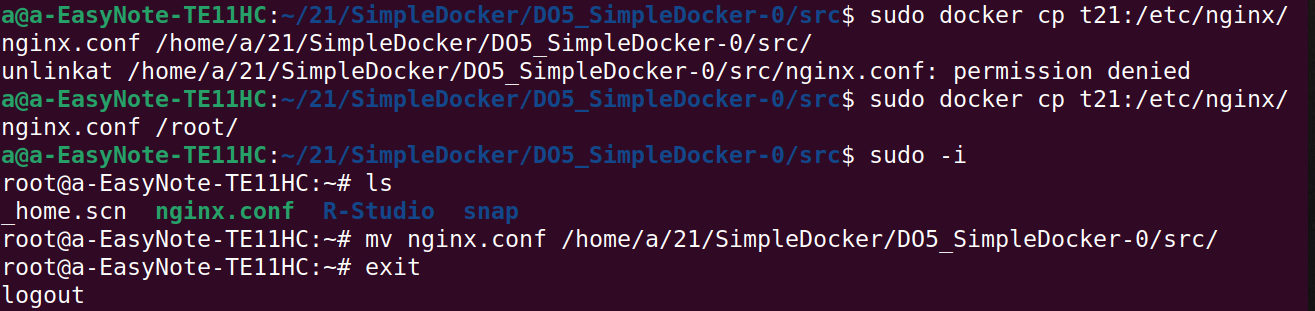 a@a-EasyNote-TE11HC:~/21/SimpleDocker/DO5_SimpleDocker-0/src$ sudo docker cp t21:/etc/nginx/
nginx.conf /home/a/21/SimpleDocker/DO5_SimpleDocker-0/src/
unlinkat /home/a/21/SimpleDocker/DO5_SimpleDocker-0/src/nginx.conf: permission denied
a@a-EasyNote-TE11HC:~/21/SimpleDocker/DO5_SimpleDocker-0/src$ sudo docker cp t21:/etc/nginx/
nginx.conf /root/
a@a-EasyNote-TE11HC:~/21/SimpleDocker/DO5_SimpleDocker-0/src$ sudo -i
root@a-EasyNote-TE11HC:~# ls
_home.scn  nginx.conf  R-Studio  snap
root@a-EasyNote-TE11HC:~# mv nginx.conf /home/a/21/SimpleDocker/DO5_SimpleDocker-0/src/
root@a-EasyNote-TE11HC:~# exit
logout